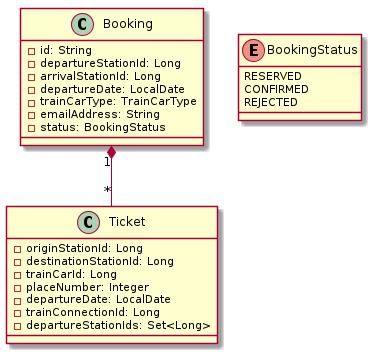 C Booking
id: String
departureStationId: Long
arrivalStationId: Long
departureDate: LocalDate
trainCarType: TrainCarType
emailAddress: String
status: BookingStatus
E BookingStatus
RESERVED
CONFIRMED
REJECTED
1
*
C Ticket
originStationId: Long
destinationStationId: Long
trainCarId: Long
placeNumber: Integer
departureDate: LocalDate
trainConnectionId: Long
departureStationIds: Set<Long>